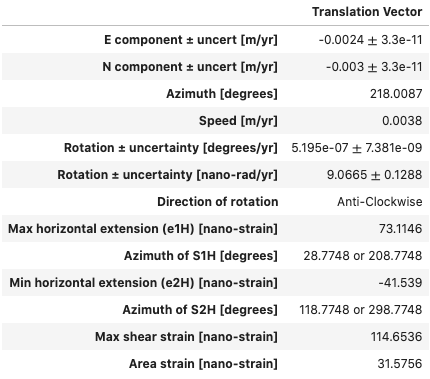 Translation Vector
E component ± uncert [m/yr] -0.0024 ± 3.3e-11
N component ± uncert [m/yr] -0.003 ± 3.3e-11
Azimuth [degrees] 218.0087
Speed [m/yr] 0.0038
Rotation ± uncertainty [degrees/yr] 5.195e-07 ± 7.381e-09
Rotation ± uncertainty [nano-rad/yr] 9.0665 ± 0.1288
Direction of rotation Anti-Clockwise
Max horizontal extension (e1H) [nano-strain] 73.1146
Azimuth of S1H [degrees] 28.7748 or 208.7748
Min horizontal extension (e2H) [nano-strain] -41.539
Azimuth of S2H [degrees] 118.7748 or 298.7748
Max shear strain [nano-strain] 114.6536
Area strain [nano-strain] 31.5756